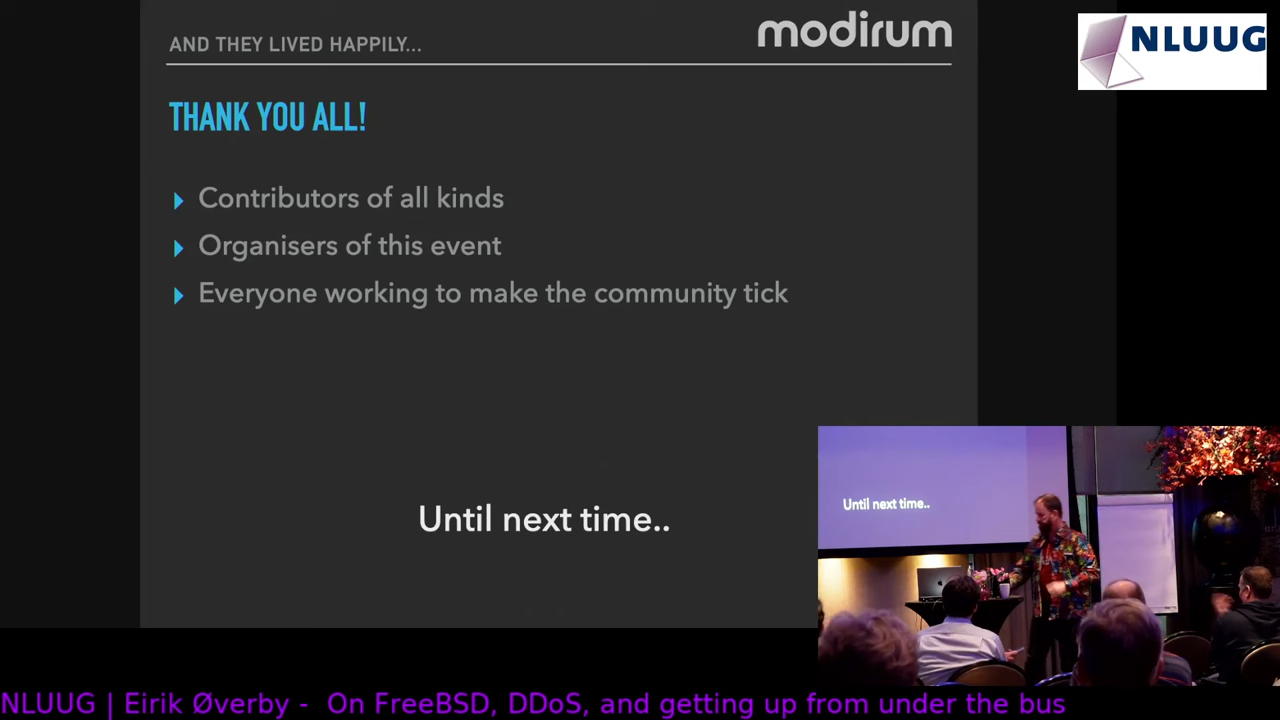 AND THEY LIVED HAPPILY...
modirum
NLUUG
THANK YOU ALL!
Contributors of all kinds
Organisers of this event
Everyone working to make the community tick
Until next time..
Until next time..
NLUUG | Eirik Øverby - On FreeBSD, DDoS, and getting up from under the bus